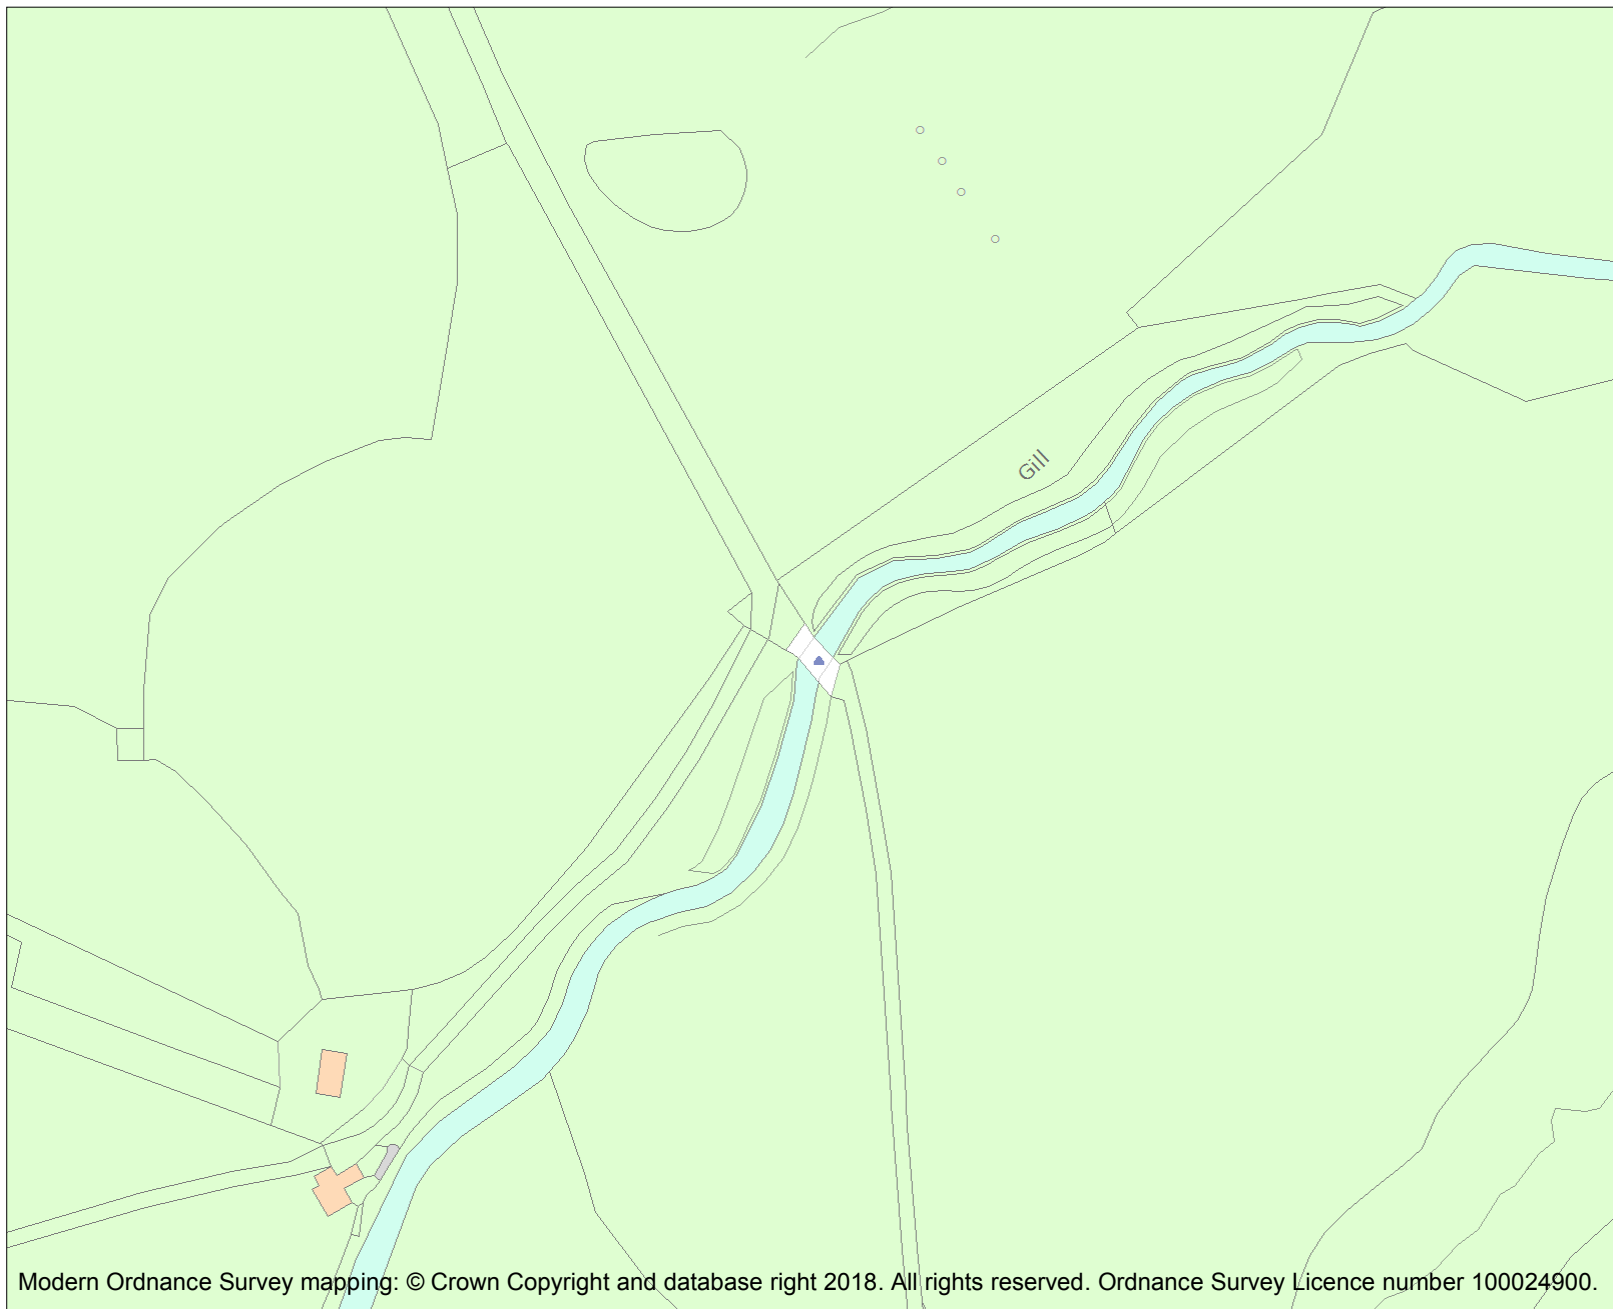 Gill
Modern Ordnance Survey mapping: © Crown Copyright and database right 2018. All rights reserved. Ordnance Survey Licence number 100024900.